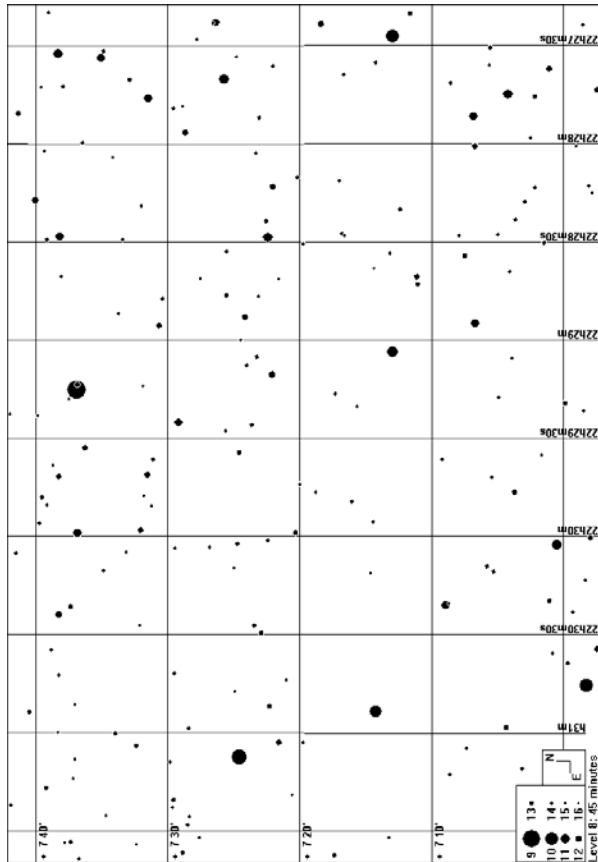 22h27m30s
22h28m
22h28m30s
22h29m
22h29m30s
22h30m
22h30m30s
h31m
7 40'
7 30'
7 20'
7 10'
N
E
9 13
10 14
11 15
12 16
Level 8: 45 minutes